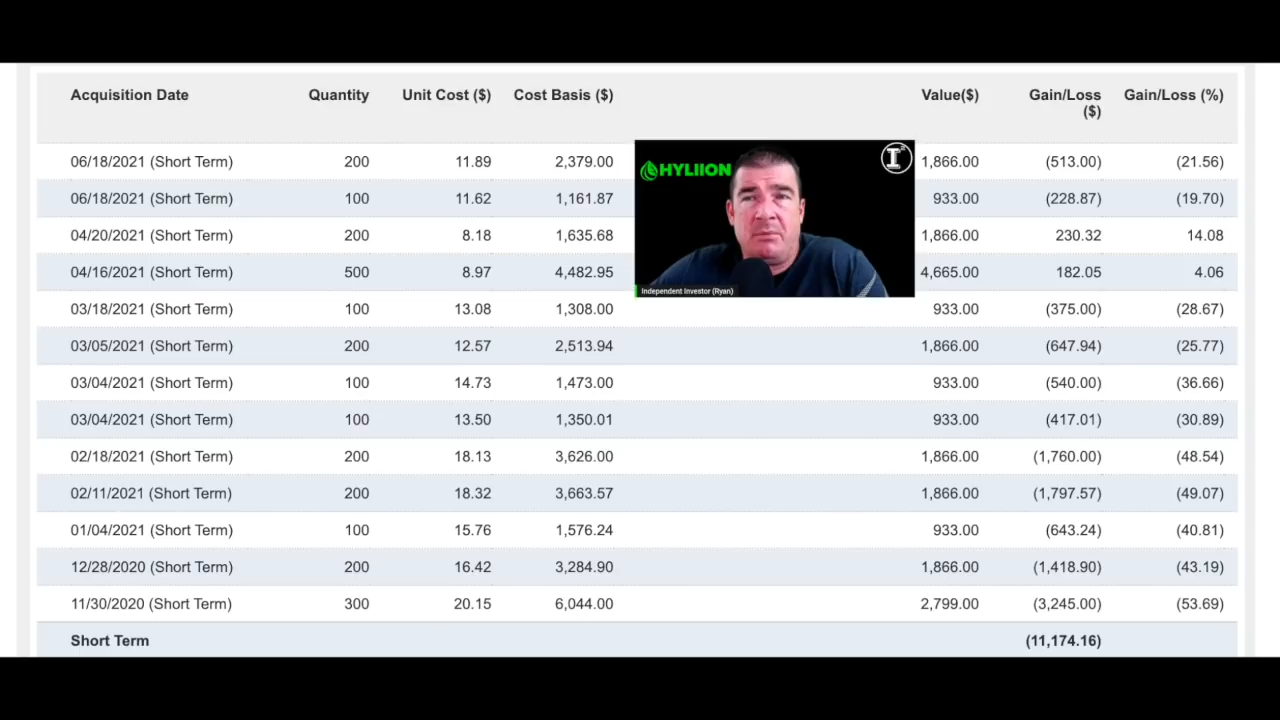 Acquisition Date Quantity Unit Cost ($) Cost Basis ($) Value($) Gain/Loss ($) Gain/Loss (%)
06/18/2021 (Short Term) 200 11.89 2,379.00 1,866.00 (513.00) (21.56)
06/18/2021 (Short Term) 100 11.62 1,161.87 933.00 (228.87) (19.70)
04/20/2021 (Short Term) 200 8.18 1,635.68 1,866.00 230.32 14.08
04/16/2021 (Short Term) 500 8.97 4,482.95 4,665.00 182.05 4.06
03/18/2021 (Short Term) 100 13.08 1,308.00 933.00 (375.00) (28.67)
03/05/2021 (Short Term) 200 12.57 2,513.94 1,866.00 (647.94) (25.77)
03/04/2021 (Short Term) 100 14.73 1,473.00 933.00 (540.00) (36.66)
03/04/2021 (Short Term) 100 13.50 1,350.01 933.00 (417.01) (30.89)
02/18/2021 (Short Term) 200 18.13 3,626.00 1,866.00 (1,760.00) (48.54)
02/11/2021 (Short Term) 200 18.32 3,663.57 1,866.00 (1,797.57) (49.07)
01/04/2021 (Short Term) 100 15.76 1,576.24 933.00 (643.24) (40.81)
12/28/2020 (Short Term) 200 16.42 3,284.90 1,866.00 (1,418.90) (43.19)
11/30/2020 (Short Term) 300 20.15 6,044.00 2,799.00 (3,245.00) (53.69)
Short Term (11,174.16)
HYLIION
I²
Independent Investor (Ryan)